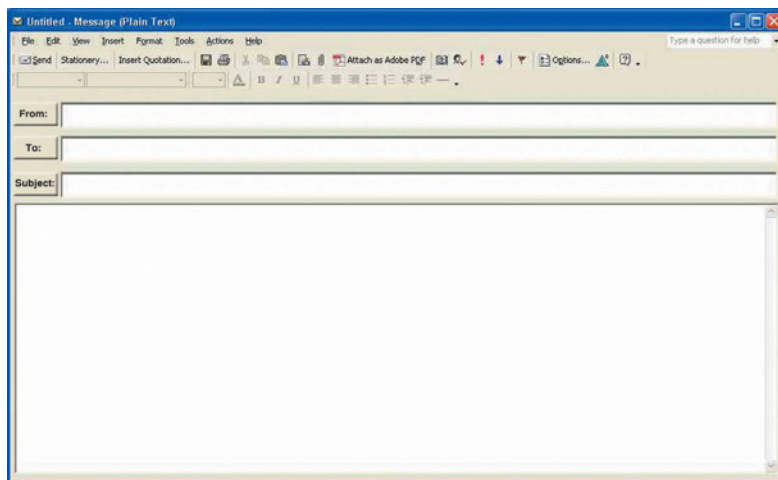 Untitled - Message (Plain Text)
File Edit View Insert Format Tools Actions Help Type a question for help
Send Stationery... Insert Quotation... Attach as Adobe PDF Options...
A B I U
From:
To:
Subject: